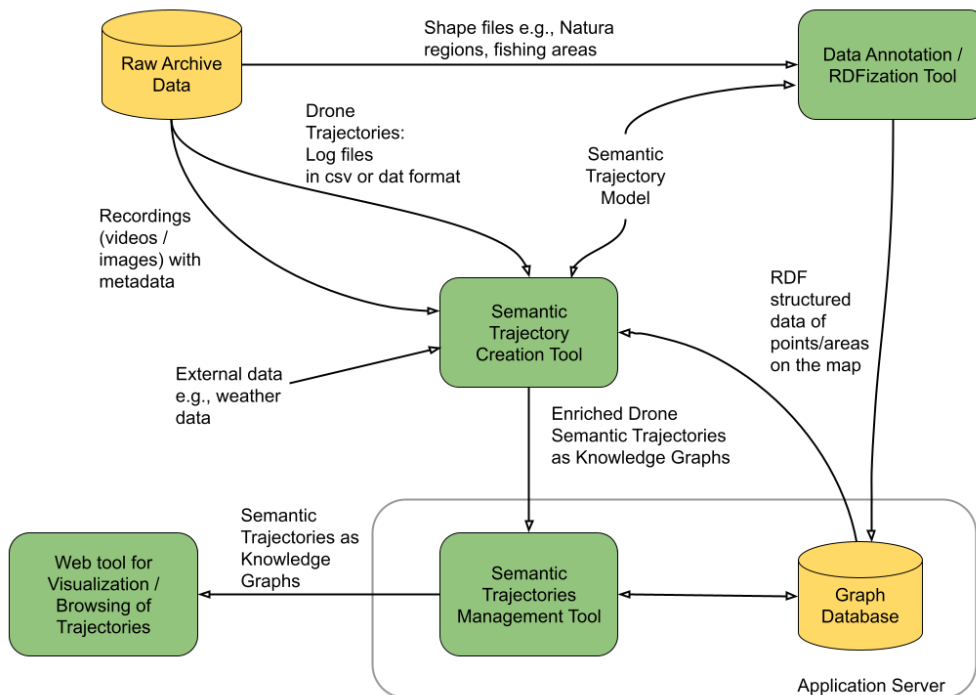 Shape files e.g., Natura
regions, fishing areas
Raw Archive
Data
Data Annotation /
RDFization Tool
Drone
Trajectories:
Log files
in csv or dat format
Semantic
Trajectory
Model
Recordings
(videos /
images) with
metadata
RDF
structured
data of
points/areas
on the map
Semantic
Trajectory
Creation Tool
External data
e.g., weather
data
Enriched Drone
Semantic Trajectories
as Knowledge Graphs
Semantic
Trajectories as
Knowledge
Graphs
Web tool for
Visualization /
Browsing of
Trajectories
Semantic
Trajectories
Management Tool
Graph
Database
Application Server